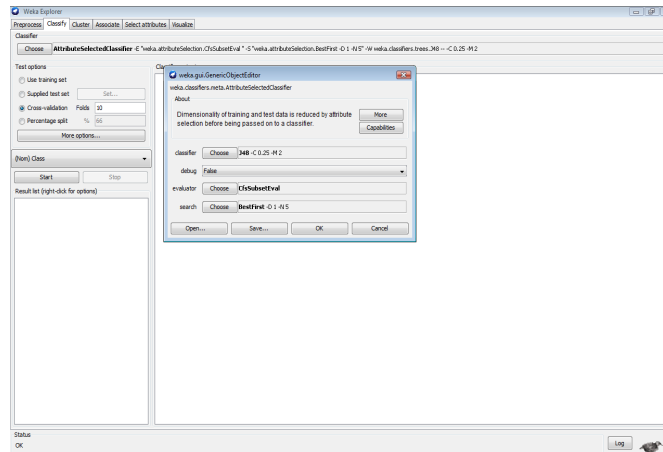 Weka Explorer
Preprocess Classify Cluster Associate Select attributes Visualize
Classifier
Choose AttributeSelectedClassifier -E "weka.attributeSelection.CfsSubsetEval " -S "weka.attributeSelection.BestFirst -D 1 -N 5" -W weka.classifiers.trees.J48 -- -C 0.25 -M 2
Test options
Use training set
Supplied test set Set...
Cross-validation Folds 10
Percentage split % 66
More options...
(Nom) Class
Start Stop
Result list (right-click for options)
weka.gui.GenericObjectEditor
weka.classifiers.meta.AttributeSelectedClassifier
About
Dimensionality of training and test data is reduced by attribute
selection before being passed on to a classifier.
More
Capabilities
classifier Choose J48 -C 0.25 -M 2
debug False
evaluator Choose CfsSubsetEval
search Choose BestFirst -D 1 -N 5
Open... Save... OK Cancel
Status
OK
Log